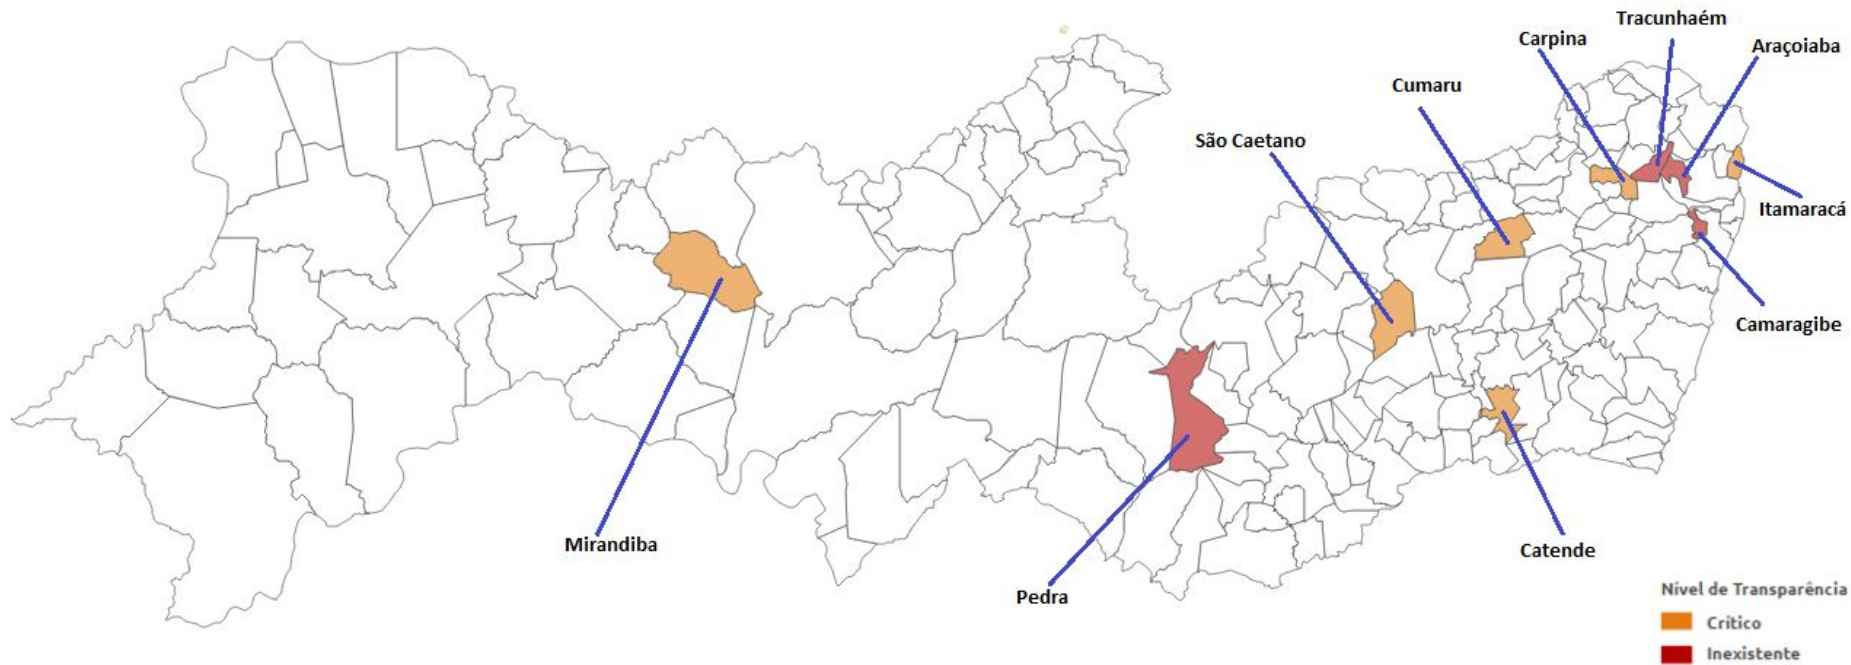 Tracunhaém
Carpina
Araçoiaba
Cumaru
São Caetano
Itamaracá
Camaragibe
Mirandiba
Catende
Pedra
Nível de Transparência
Crítico
Inexistente